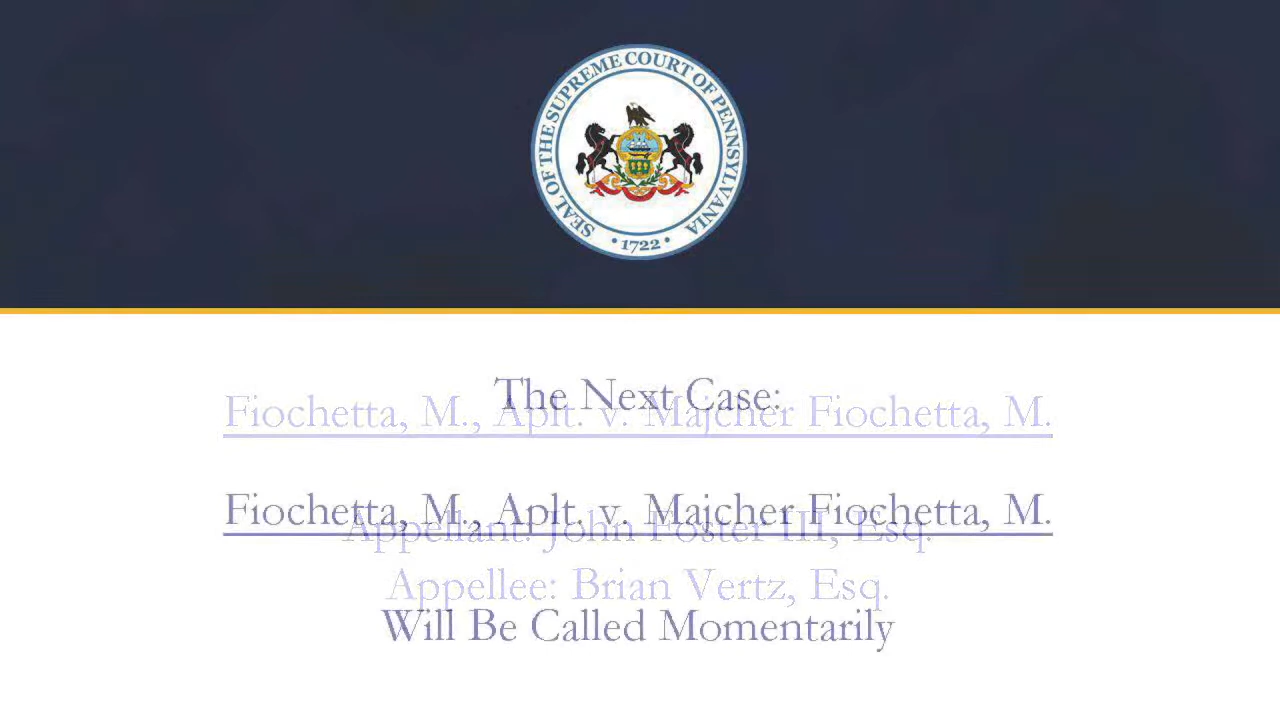 SEAL OF THE SUPREME COURT OF PENNSYLVANIA
• 1722 •
The Next Case:
Fiochetta, M., Aplt. v. Majcher Fiochetta, M.
Fiochetta, M., Aplt. v. Majcher Fiochetta, M.
Appellant: John Foster III, Esq.
Appellee: Brian Vertz, Esq.
Will Be Called Momentarily